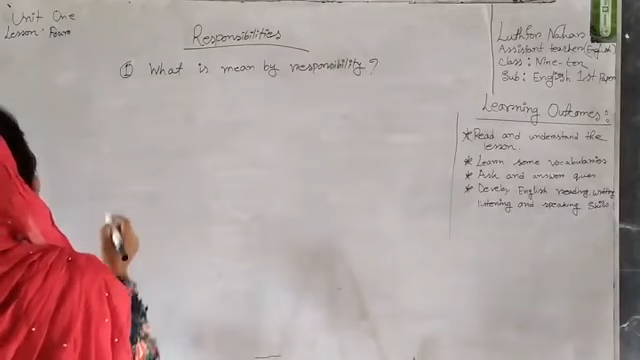 Unit One
Lesson: Four
Responsibilities
① What is mean by responsibility?
Luthfon Nahar
Assistant teacher (English)
Class: Nine-ten
Sub: English 1st Paper
Learning Outcomes:
* Read and understand the
lesson.
* Learn some vocabularies
* Ask and answer ques.
* Develop English reading, writing
listening and speaking skills.